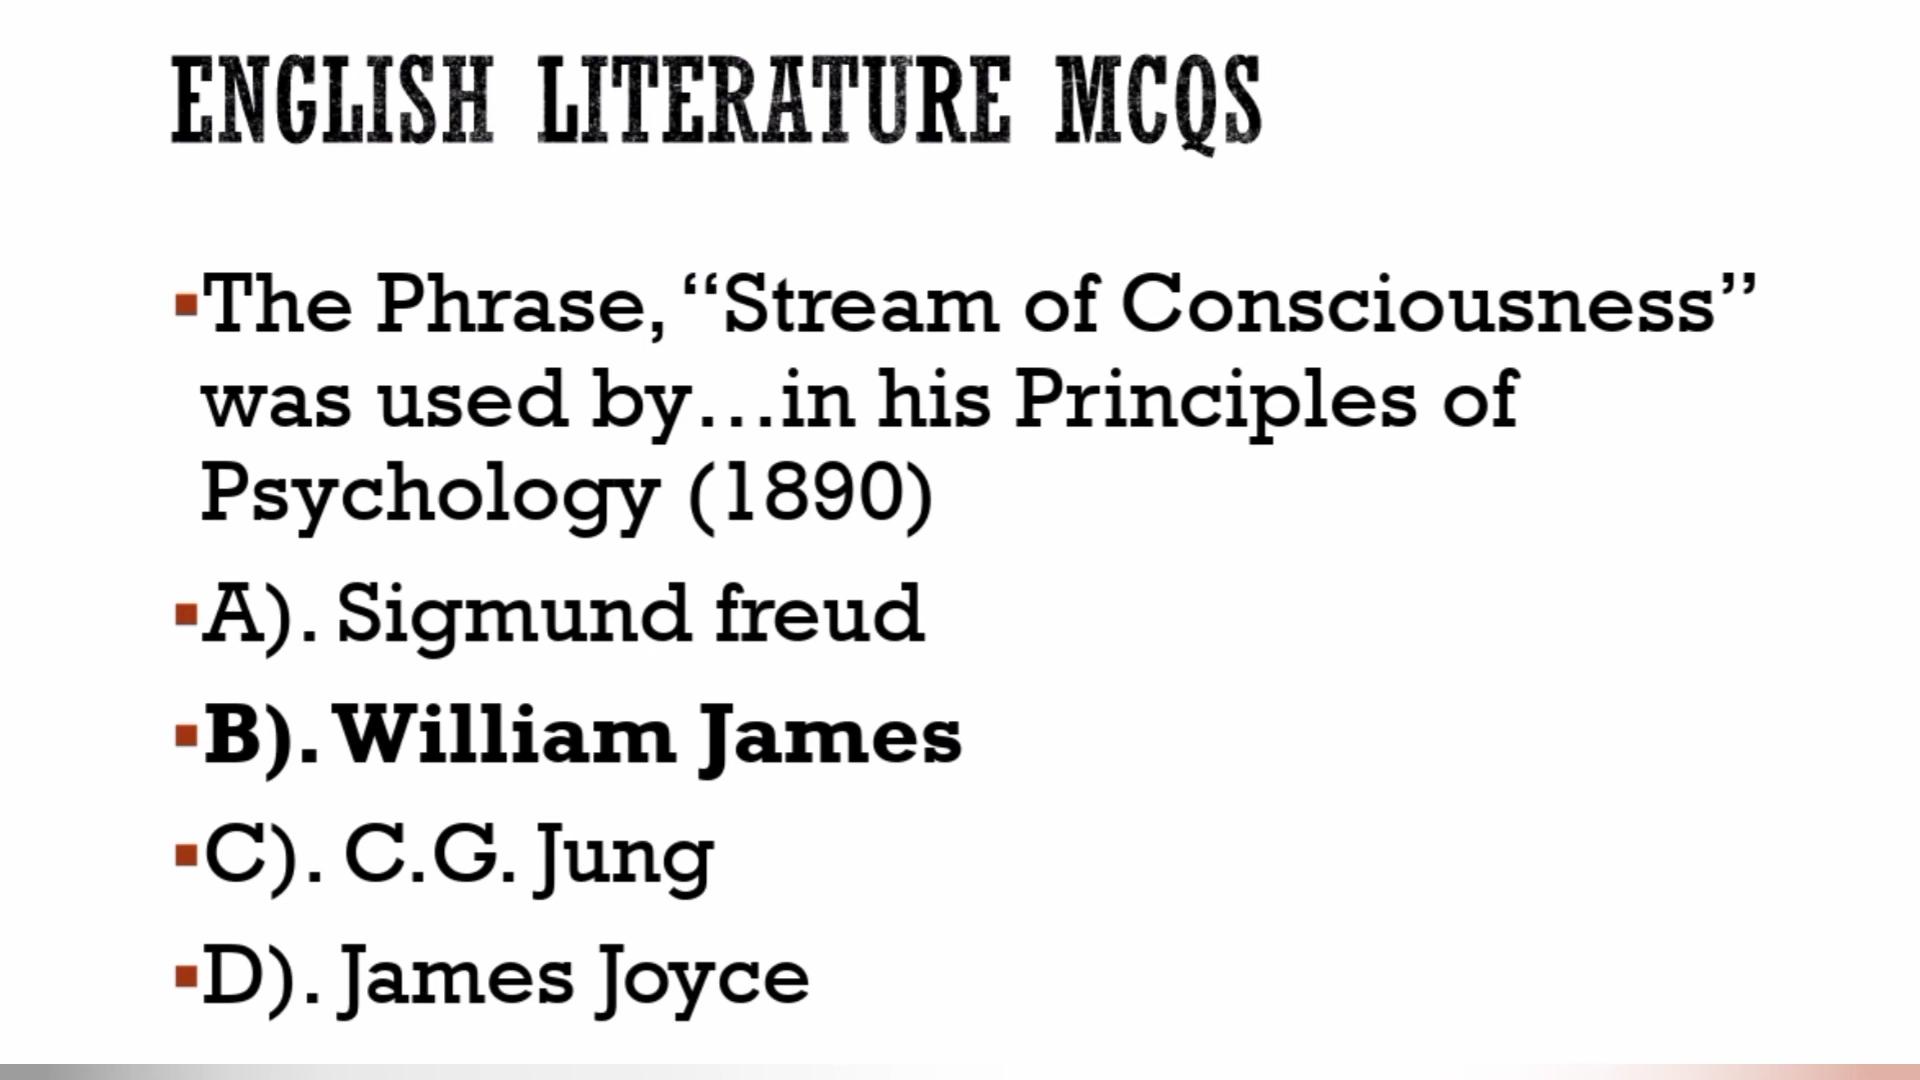 ENGLISH LITERATURE MCQS
▪The Phrase, “Stream of Consciousness”
was used by…in his Principles of
Psychology (1890)
▪A). Sigmund freud
▪B). William James
▪C). C.G. Jung
▪D). James Joyce